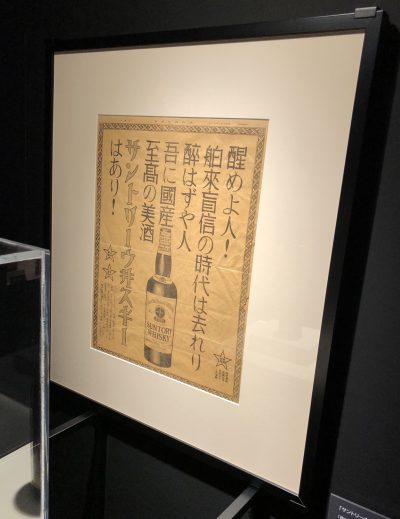 醒めよ人！
舶來盲信の時代は去れり
醉はずや人
吾に國産
至高の美酒
サントリーウ井スキー
はあり！
SUNTORY
WHISKY